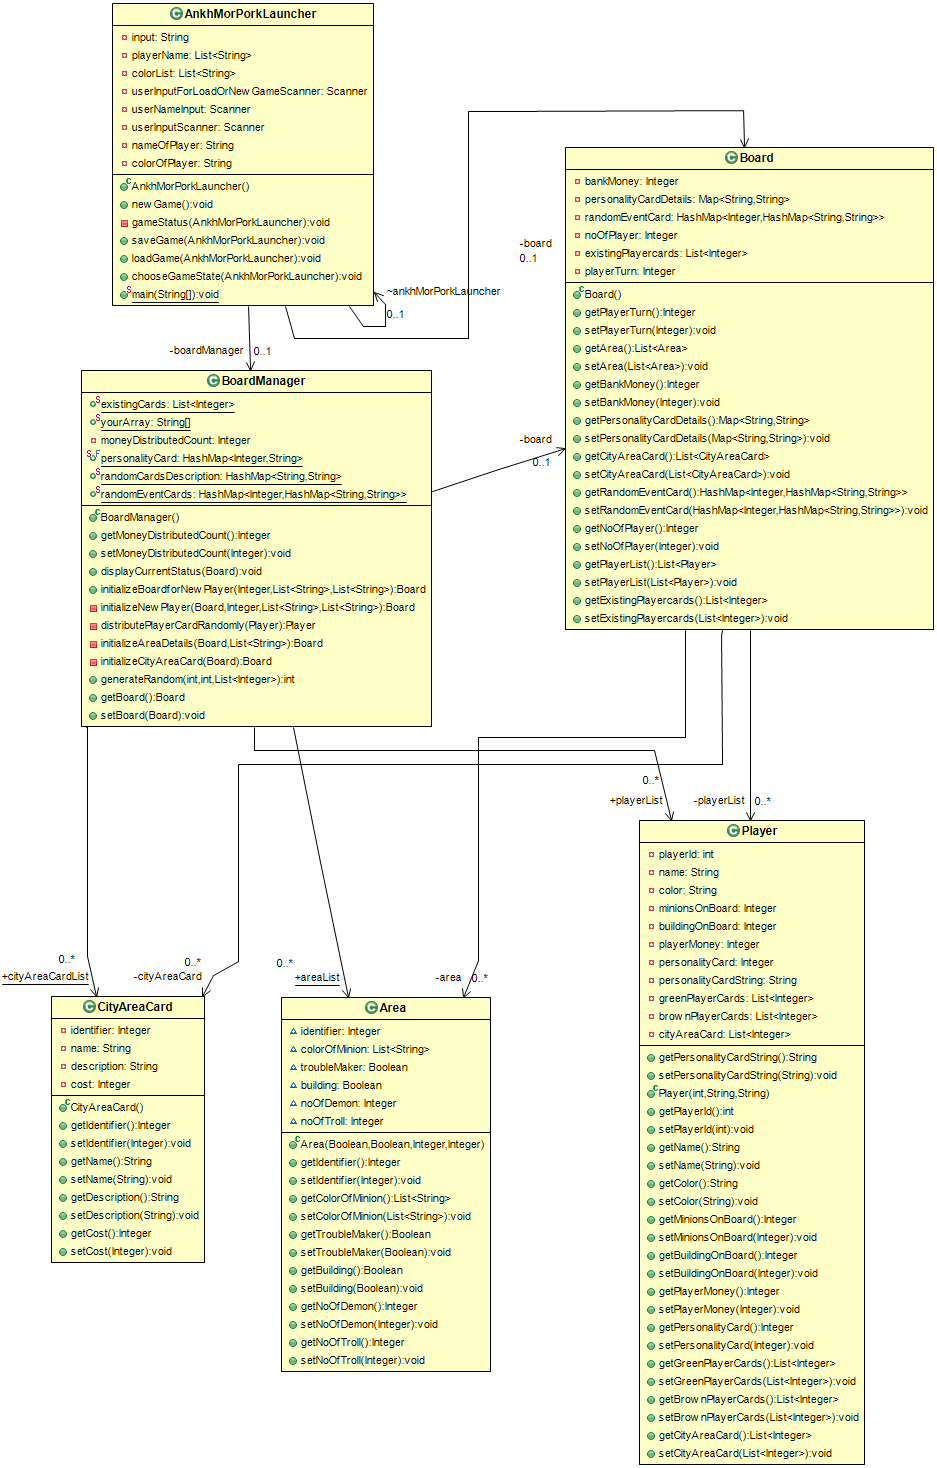 AnkhMorPorkLauncher
input: String
playerName: List<String>
colorList: List<String>
userInputForLoadOrNewGameScanner: Scanner
userNameInput: Scanner
userInputScanner: Scanner
nameOfPlayer: String
colorOfPlayer: String
AnkhMorPorkLauncher()
newGame():void
gameStatus(AnkhMorPorkLauncher):void
saveGame(AnkhMorPorkLauncher):void
loadGame(AnkhMorPorkLauncher):void
chooseGameState(AnkhMorPorkLauncher):void
main(String[]):void
~ankhMorPorkLauncher
0..1
-boardManager
0..1
-board
0..1
Board
bankMoney: Integer
personalityCardDetails: Map<String,String>
randomEventCard: HashMap<Integer,HashMap<String,String>>
noOfPlayer: Integer
existingPlayercards: List<Integer>
playerTurn: Integer
Board()
getPlayerTurn():Integer
setPlayerTurn(Integer):void
getArea():List<Area>
setArea(List<Area>):void
getBankMoney():Integer
setBankMoney(Integer):void
getPersonalityCardDetails():Map<String,String>
setPersonalityCardDetails(Map<String,String>):void
getCityAreaCard():List<CityAreaCard>
setCityAreaCard(List<CityAreaCard>):void
getRandomEventCard():HashMap<Integer,HashMap<String,String>>
setRandomEventCard(HashMap<Integer,HashMap<String,String>>):void
getNoOfPlayer():Integer
setNoOfPlayer(Integer):void
getPlayerList():List<Player>
setPlayerList(List<Player>):void
getExistingPlayercards():List<Integer>
setExistingPlayercards(List<Integer>):void
BoardManager
existingCards: List<Integer>
yourArray: String[]
moneyDistributedCount: Integer
personalityCard: HashMap<Integer,String>
randomCardsDescription: HashMap<String,String>
randomEventCards: HashMap<Integer,HashMap<String,String>>
BoardManager()
getMoneyDistributedCount():Integer
setMoneyDistributedCount(Integer):void
displayCurrentStatus(Board):void
initializeBoardforNewPlayer(Integer,List<String>,List<String>):Board
initializeNewPlayer(Board,Integer,List<String>,List<String>):Board
distributePlayerCardRandomly(Player):Player
initializeAreaDetails(Board,List<String>):Board
initializeCityAreaCard(Board):Board
generateRandom(int,int,List<Integer>):int
getBoard():Board
setBoard(Board):void
-board
0..1
0..*
+playerList
-playerList
0..*
0..*
+cityAreaCardList
0..*
-cityAreaCard
0..*
+areaList
-area
0..*
CityAreaCard
identifier: Integer
name: String
description: String
cost: Integer
CityAreaCard()
getIdentifier():Integer
setIdentifier(Integer):void
getName():String
setName(String):void
getDescription():String
setDescription(String):void
getCost():Integer
setCost(Integer):void
Area
identifier: Integer
colorOfMinion: List<String>
troubleMaker: Boolean
building: Boolean
noOfDemon: Integer
noOfTroll: Integer
Area(Boolean,Boolean,Integer,Integer)
getIdentifier():Integer
setIdentifier(Integer):void
getColorOfMinion():List<String>
setColorOfMinion(List<String>):void
getTroubleMaker():Boolean
setTroubleMaker(Boolean):void
getBuilding():Boolean
setBuilding(Boolean):void
getNoOfDemon():Integer
setNoOfDemon(Integer):void
getNoOfTroll():Integer
setNoOfTroll(Integer):void
Player
playerId: int
name: String
color: String
minionsOnBoard: Integer
buildingOnBoard: Integer
playerMoney: Integer
personalityCard: Integer
personalityCardString: String
greenPlayerCards: List<Integer>
brownPlayerCards: List<Integer>
cityAreaCard: List<Integer>
getPersonalityCardString():String
setPersonalityCardString(String):void
Player(int,String,String)
getPlayerId():int
setPlayerId(int):void
getName():String
setName(String):void
getColor():String
setColor(String):void
getMinionsOnBoard():Integer
setMinionsOnBoard(Integer):void
getBuildingOnBoard():Integer
setBuildingOnBoard(Integer):void
getPlayerMoney():Integer
setPlayerMoney(Integer):void
getPersonalityCard():Integer
setPersonalityCard(Integer):void
getGreenPlayerCards():List<Integer>
setGreenPlayerCards(List<Integer>):void
getBrownPlayerCards():List<Integer>
setBrownPlayerCards(List<Integer>):void
getCityAreaCard():List<Integer>
setCityAreaCard(List<Integer>):void